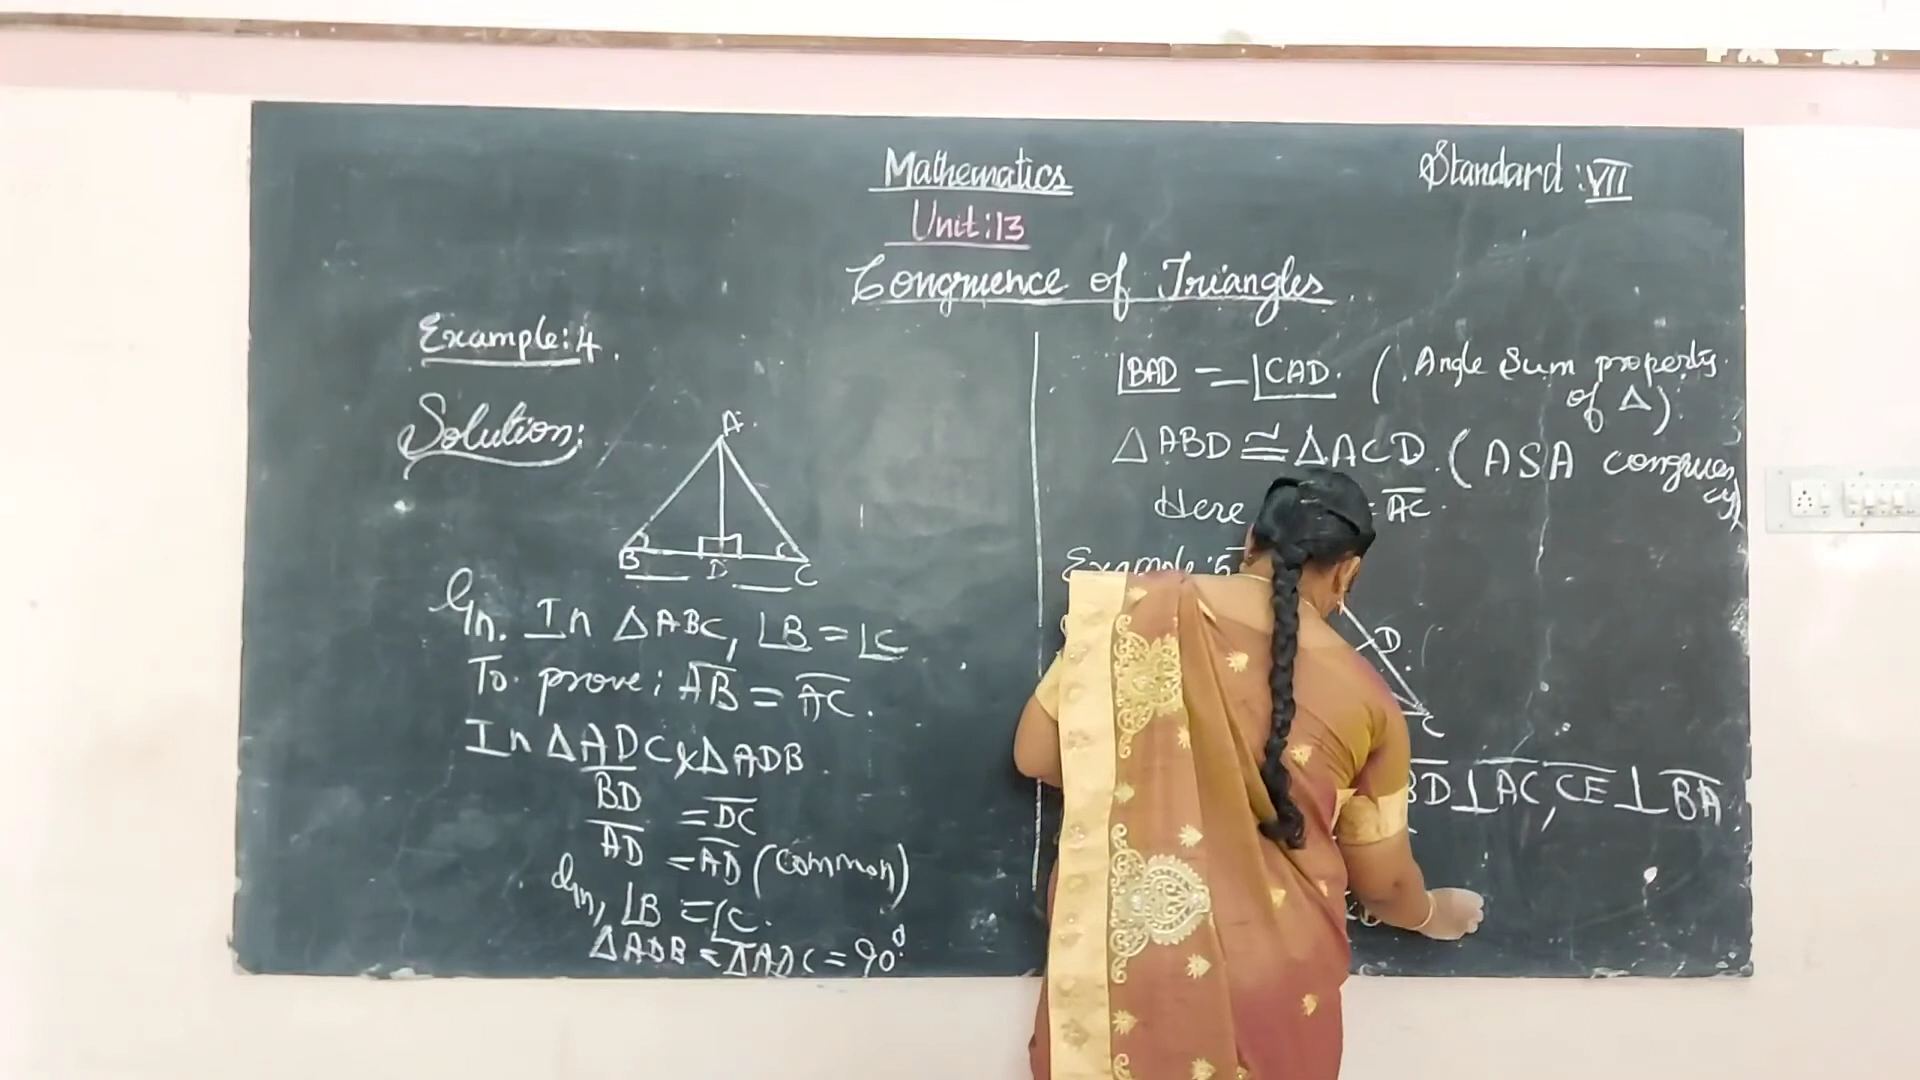 Mathematics
Standard : VII
Unit : 13
Congruence of Triangles
Example : 4.
Solution :
A
B D C
Gn. In △ABC, ∠B = ∠C
To prove : AB = AC.
In △ADC & △ADB
BD = DC
AD = AD (common)
Gn, ∠B = ∠C.
△ADB = △ADC = 90°
∠BAD = ∠CAD. (Angle Sum property
of △)
△ABD ≅ △ACD. (ASA congruen
cy)
Here = AC.
Example : 5
D
C
BD ⊥ AC, CE ⊥ BA